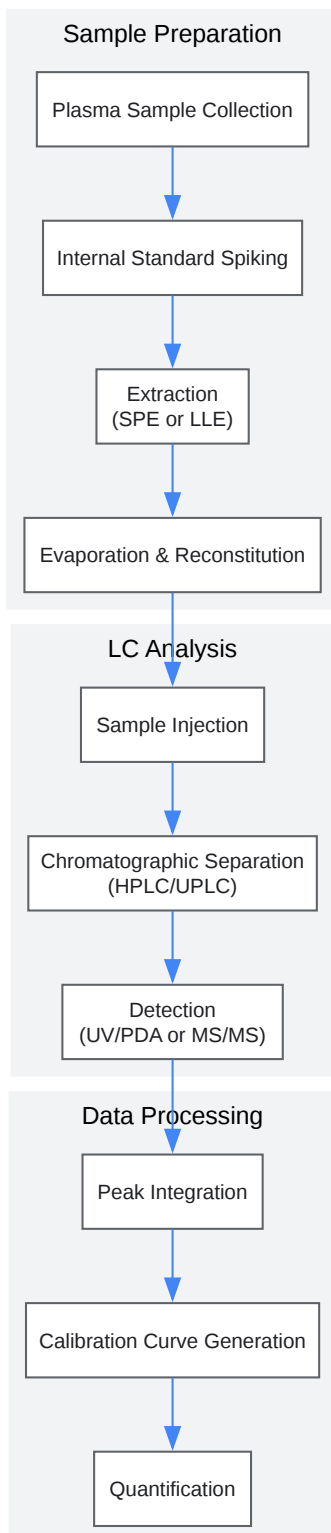 Sample Preparation
Plasma Sample Collection
Internal Standard Spiking
Extraction
(SPE or LLE)
Evaporation & Reconstitution
LC Analysis
Sample Injection
Chromatographic Separation
(HPLC/UPLC)
Detection
(UV/PDA or MS/MS)
Data Processing
Peak Integration
Calibration Curve Generation
Quantification